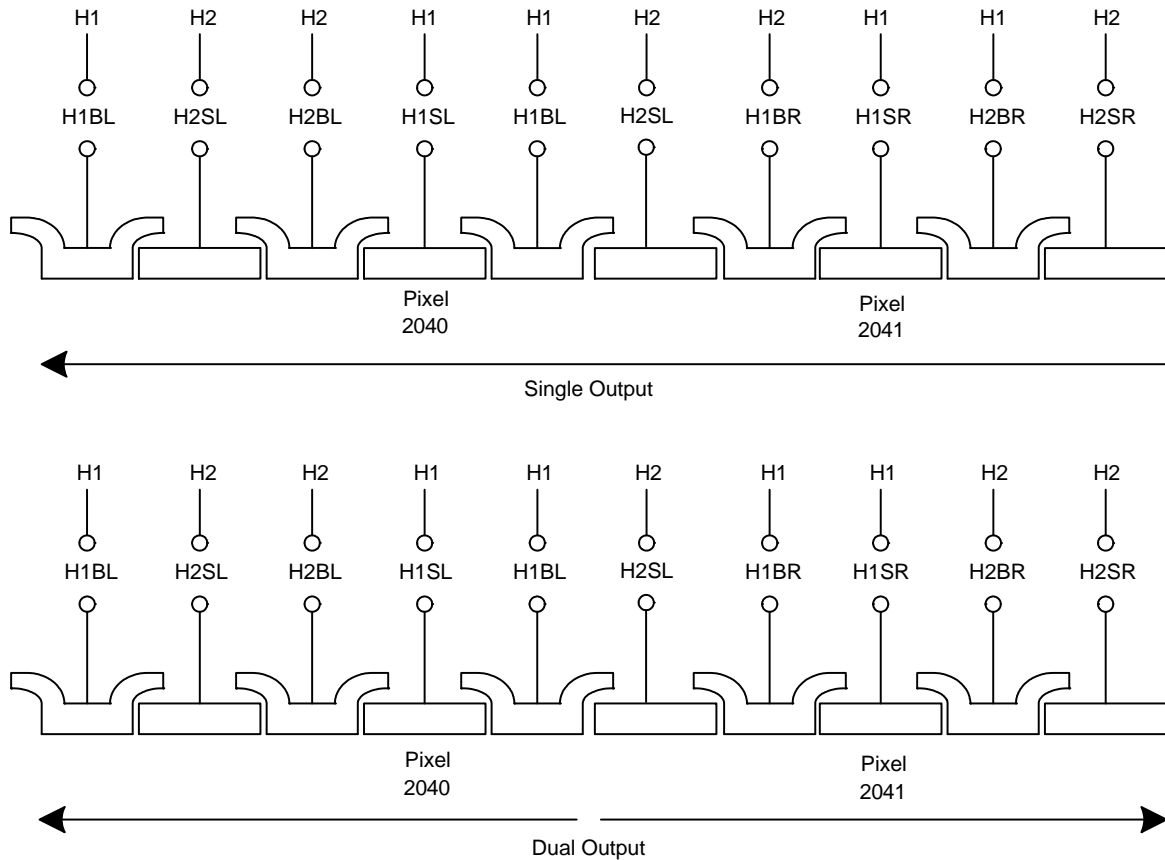 H1 H2 H2 H1 H1 H2 H2 H1 H1 H2
H1BL H2SL H2BL H1SL H1BL H2SL H1BR H1SR H2BR H2SR
Pixel Pixel
2040 2041
Single Output
H1 H2 H2 H1 H1 H2 H1 H1 H2 H2
H1BL H2SL H2BL H1SL H1BL H2SL H1BR H1SR H2BR H2SR
Pixel Pixel
2040 2041
Dual Output